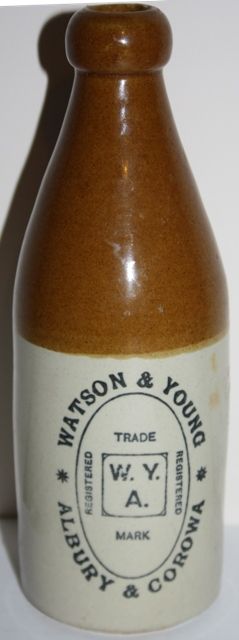 WATSON & YOUNG
TRADE
REGISTERED
W. Y.
A.
REGISTERED
MARK
* ALBURY & COROWA *